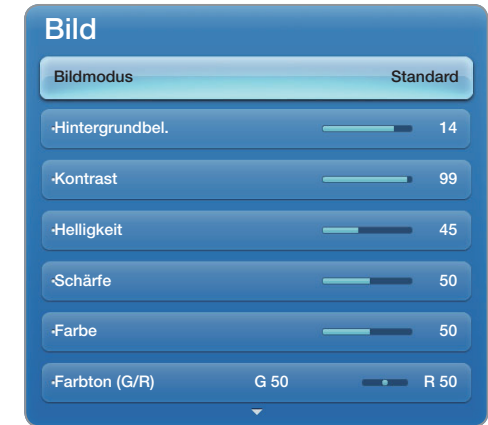 Bild
Bildmodus Standard
·Hintergrundbel. 14
·Kontrast 99
·Helligkeit 45
·Schärfe 50
·Farbe 50
·Farbton (G/R) G 50 R 50